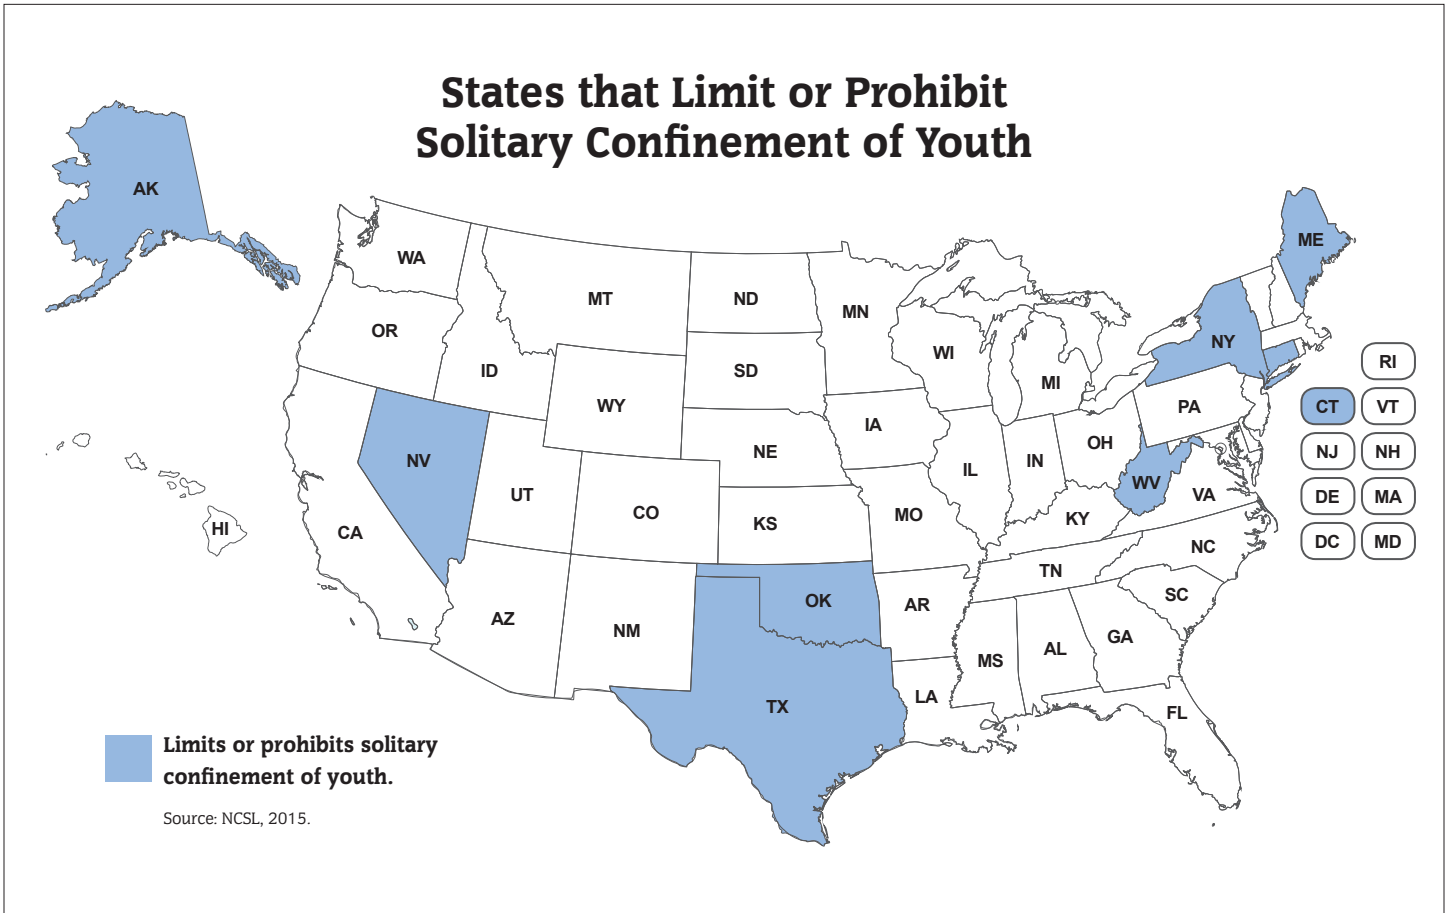 States that Limit or Prohibit
Solitary Confinement of Youth
AK
ME
WA
MT
ND
MN
OR
NY
WI
RI
ID
SD
MI
WY
CT
VT
PA
IA
OH
NE
NV
NJ
NH
IN
IL
WV
UT
VA
DE
MA
CO
MO
KS
KY
HI
CA
DC
MD
NC
TN
SC
OK
AR
AZ
NM
GA
AL
MS
LA
TX
FL
Limits or prohibits solitary
confinement of youth.
Source: NCSL, 2015.